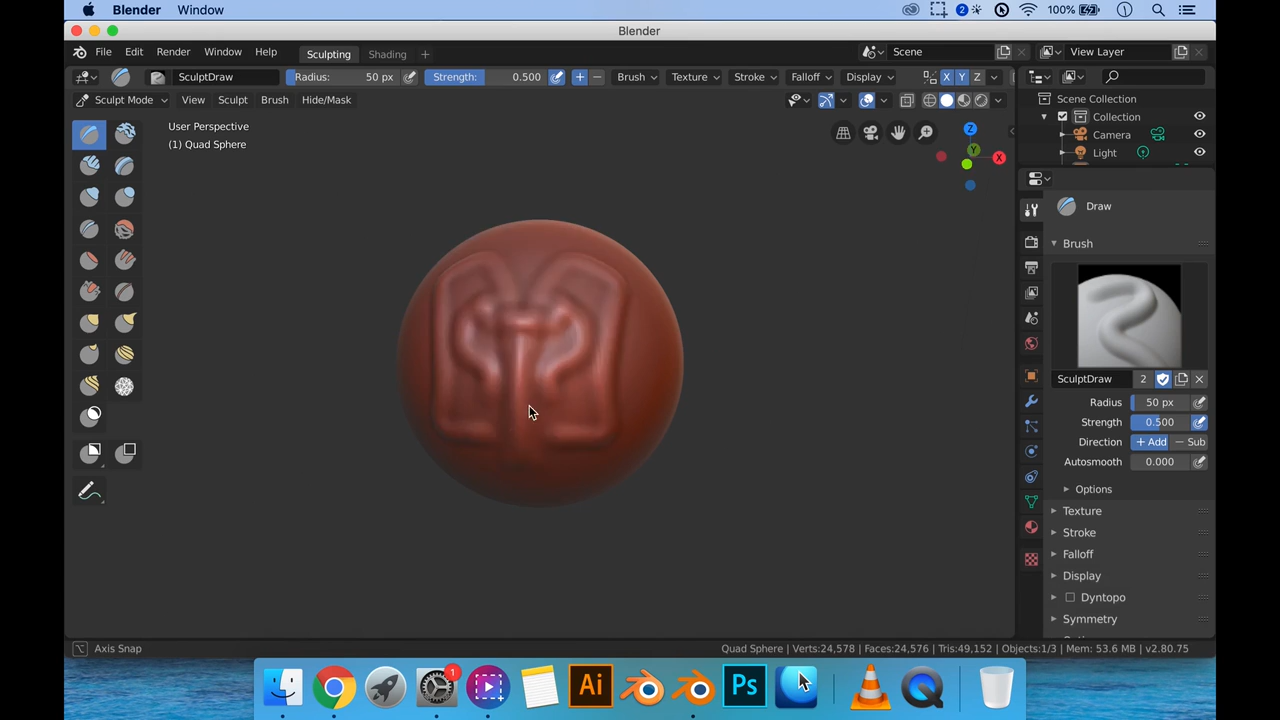 Blender Window 2 100%
Blender
File Edit Render Window Help Sculpting Shading + Scene View Layer
SculptDraw Radius: 50 px Strength: 0.500 + − Brush Texture Stroke Falloff Display X Y Z
Sculpt Mode View Sculpt Brush Hide/Mask
User Perspective
(1) Quad Sphere
Z
Y
X
Scene Collection
Collection
Camera
Light
Draw
Brush
SculptDraw 2
Radius 50 px
Strength 0.500
Direction + Add − Sub
Autosmooth 0.000
Options
Texture
Stroke
Falloff
Display
Dyntopo
Symmetry
Axis Snap Quad Sphere | Verts:24,578 | Faces:24,576 | Tris:49,152 | Objects:1/3 | Mem: 53.6 MB | v2.80.75
1 Ai Ps